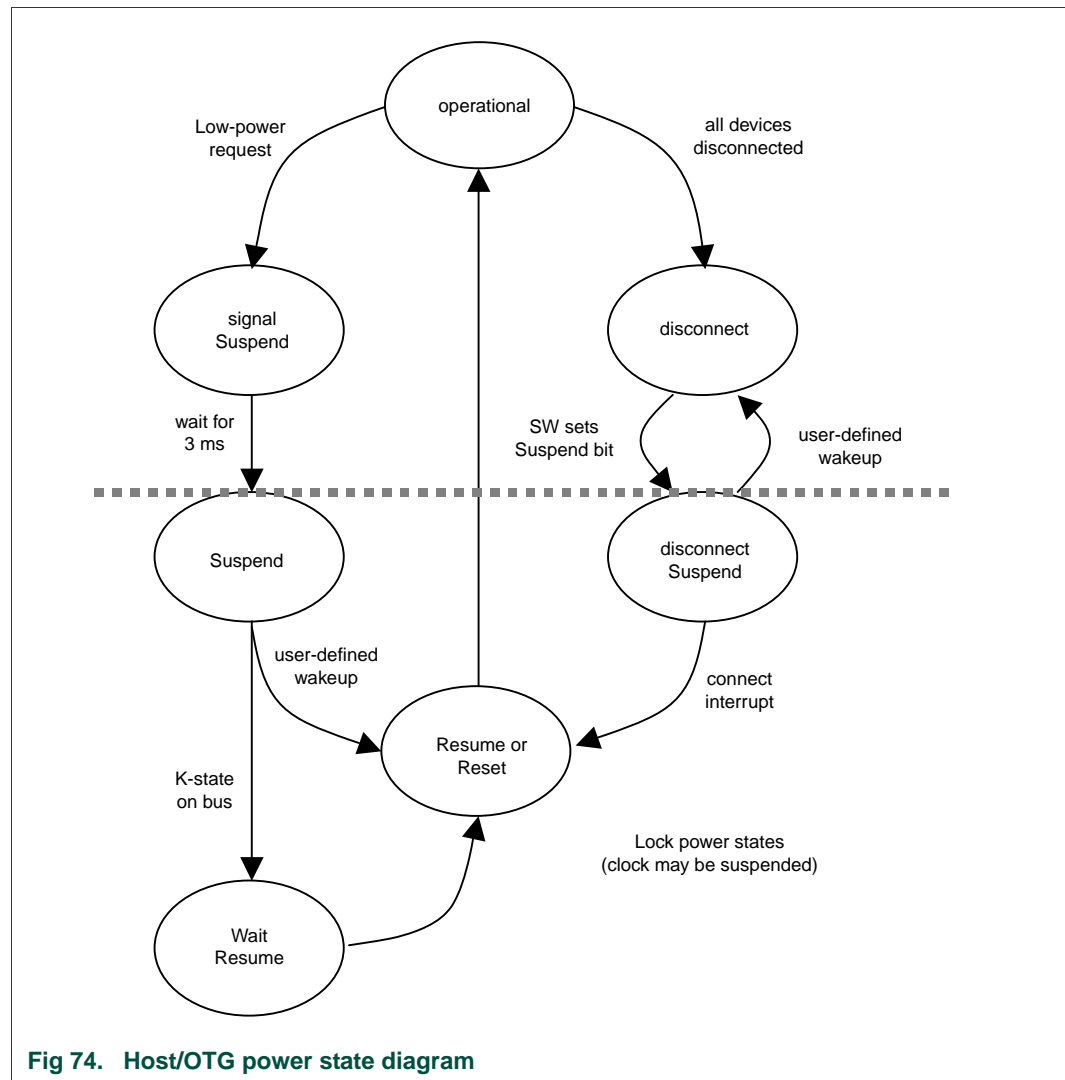 operational
Low-power
request
all devices
disconnected
signal
Suspend
disconnect
wait for
3 ms
SW sets
Suspend bit
user-defined
wakeup
Suspend
disconnect
Suspend
user-defined
wakeup
connect
interrupt
Resume or
Reset
K-state
on bus
Lock power states
(clock may be suspended)
Wait
Resume
Fig 74. Host/OTG power state diagram